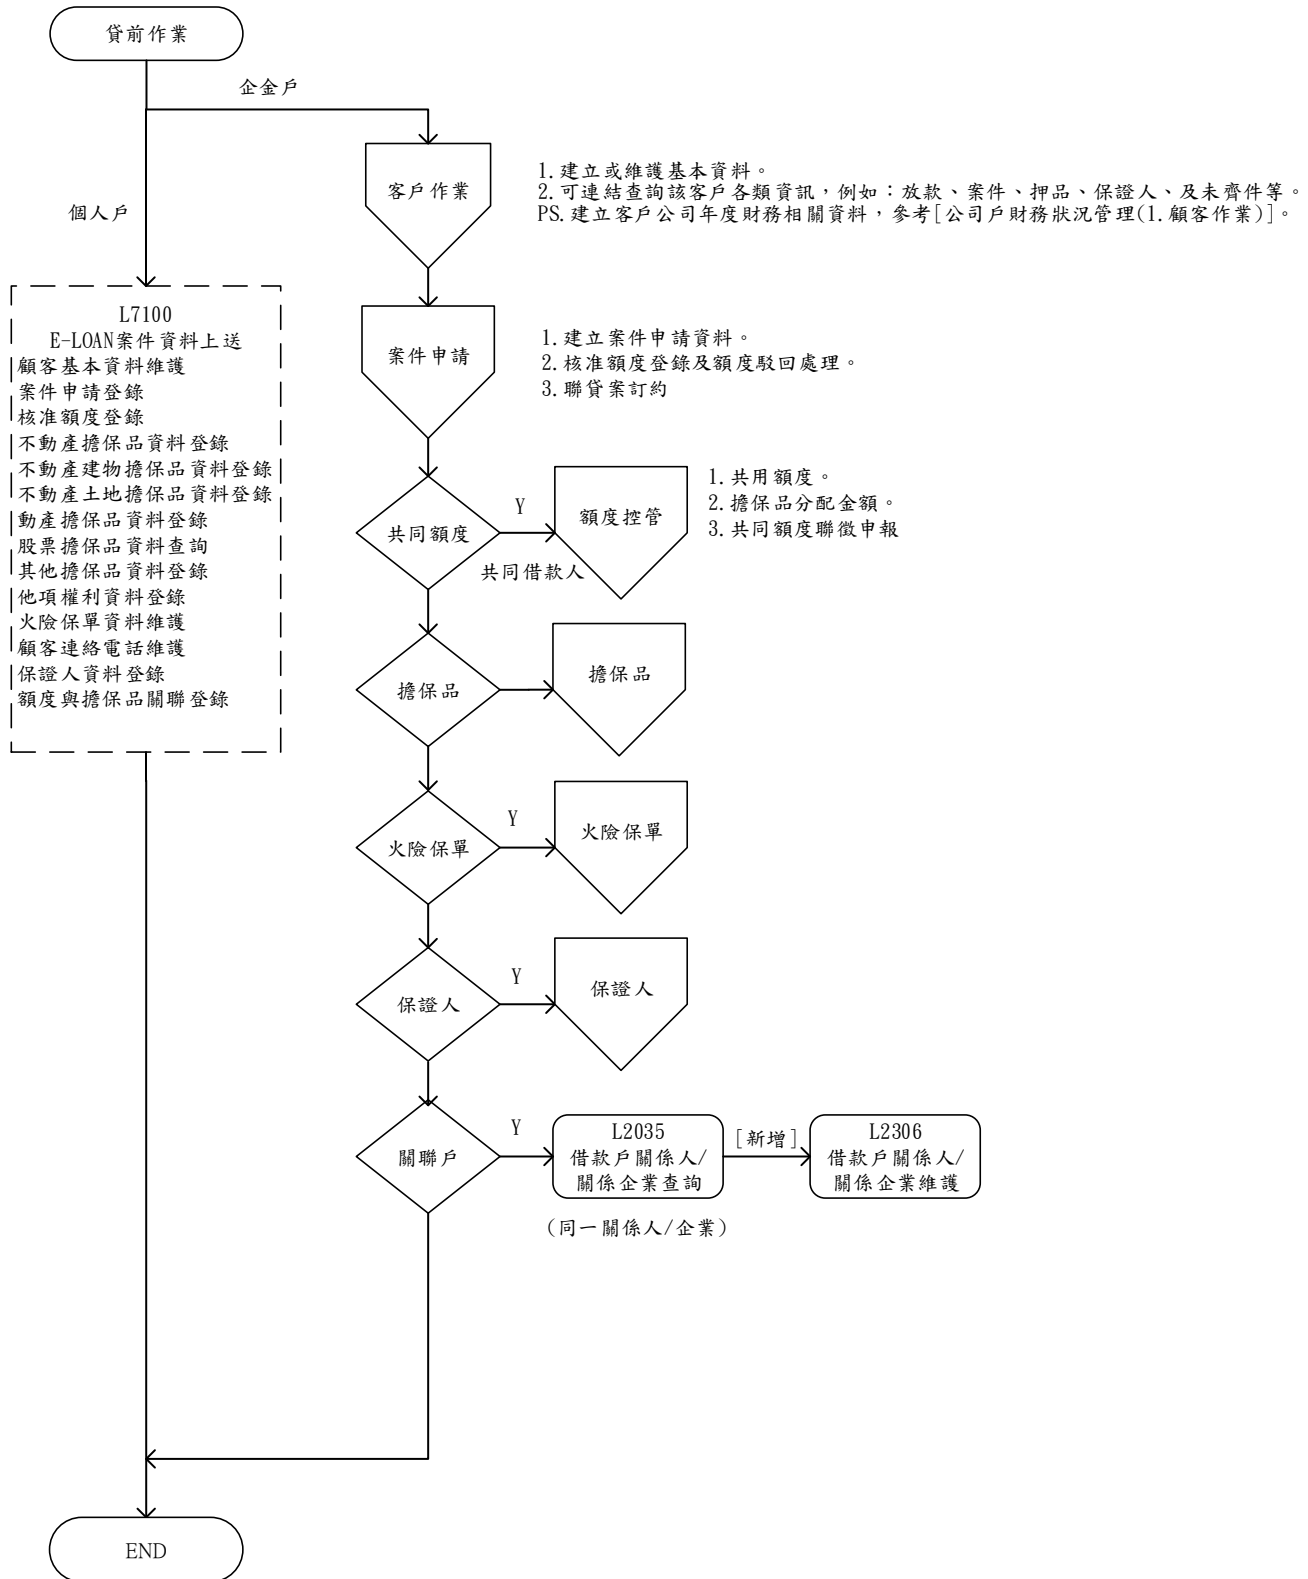 貸前作業
企金戶
個人戶
客戶作業
1.建立或維護基本資料。
2.可連結查詢該客戶各類資訊，例如：放款、案件、押品、保證人、及未齊件等。
PS.建立客戶公司年度財務相關資料，參考[公司戶財務狀況管理(1.顧客作業)]。
L7100
E-LOAN案件資料上送
顧客基本資料維護
案件申請登錄
核准額度登錄
不動產擔保品資料登錄
不動產建物擔保品資料登錄
不動產土地擔保品資料登錄
動產擔保品資料登錄
股票擔保品資料查詢
其他擔保品資料登錄
他項權利資料登錄
火險保單資料維護
顧客連絡電話維護
保證人資料登錄
額度與擔保品關聯登錄
案件申請
1.建立案件申請資料。
2.核准額度登錄及額度駁回處理。
3.聯貸案訂約
共同額度
Y
共同借款人
額度控管
1.共用額度。
2.擔保品分配金額。
3.共同額度聯徵申報
擔保品
擔保品
火險保單
Y
火險保單
保證人
Y
保證人
關聯戶
Y
L2035
借款戶關係人/
關係企業查詢
[新增]
L2306
借款戶關係人/
關係企業維護
(同一關係人/企業)
END